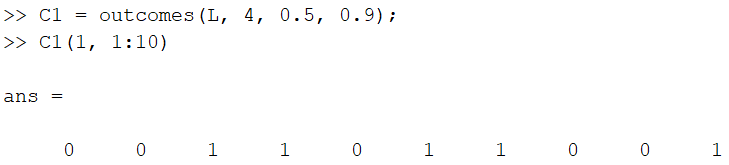 >> C1 = outcomes(L, 4, 0.5, 0.9);
>> C1(1, 1:10)
ans =
0 0 1 1 0 1 1 0 0 1